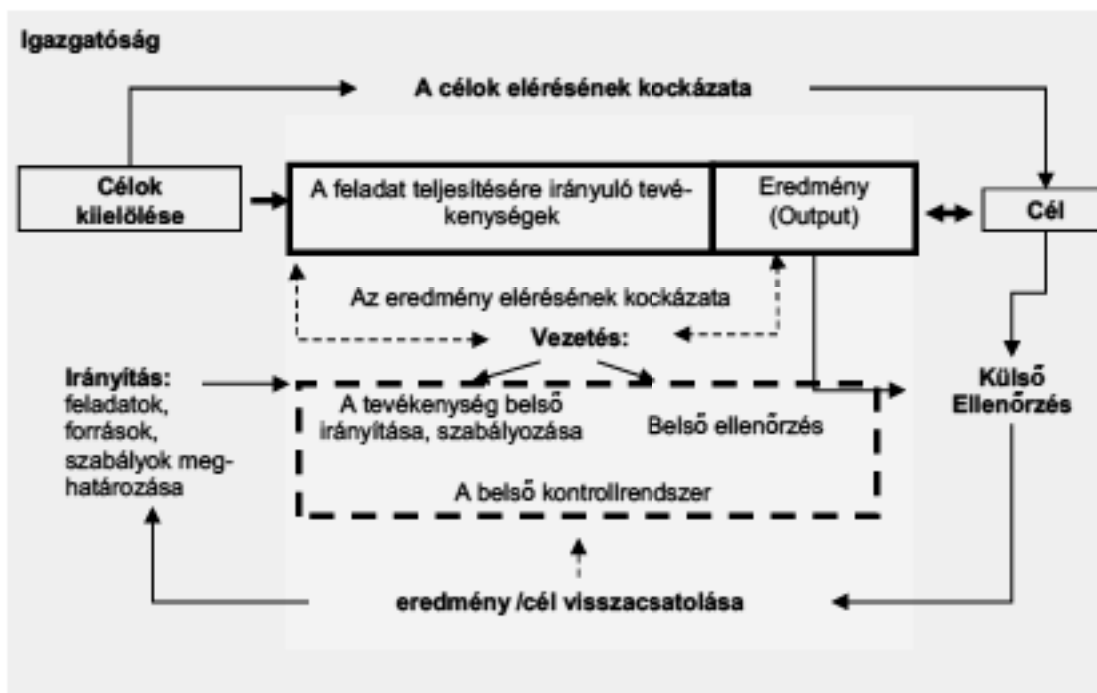 Igazgatóság
A célok elérésének kockázata
Célok
kiielölése
A feladat teljesítésére irányuló tevé-
kenységek
Eredmény
(Output)
Cél
Az eredmény elérésének kockázata
Vezetés:
Irányítás:
feladatok,
források,
szabályok meg-
határozása
A tevékenység belső
irányítása, szabályozása
Belső ellenőrzés
Külső
Ellenőrzés
A belső kontrollrendszer
eredmény /cél visszacsatolása